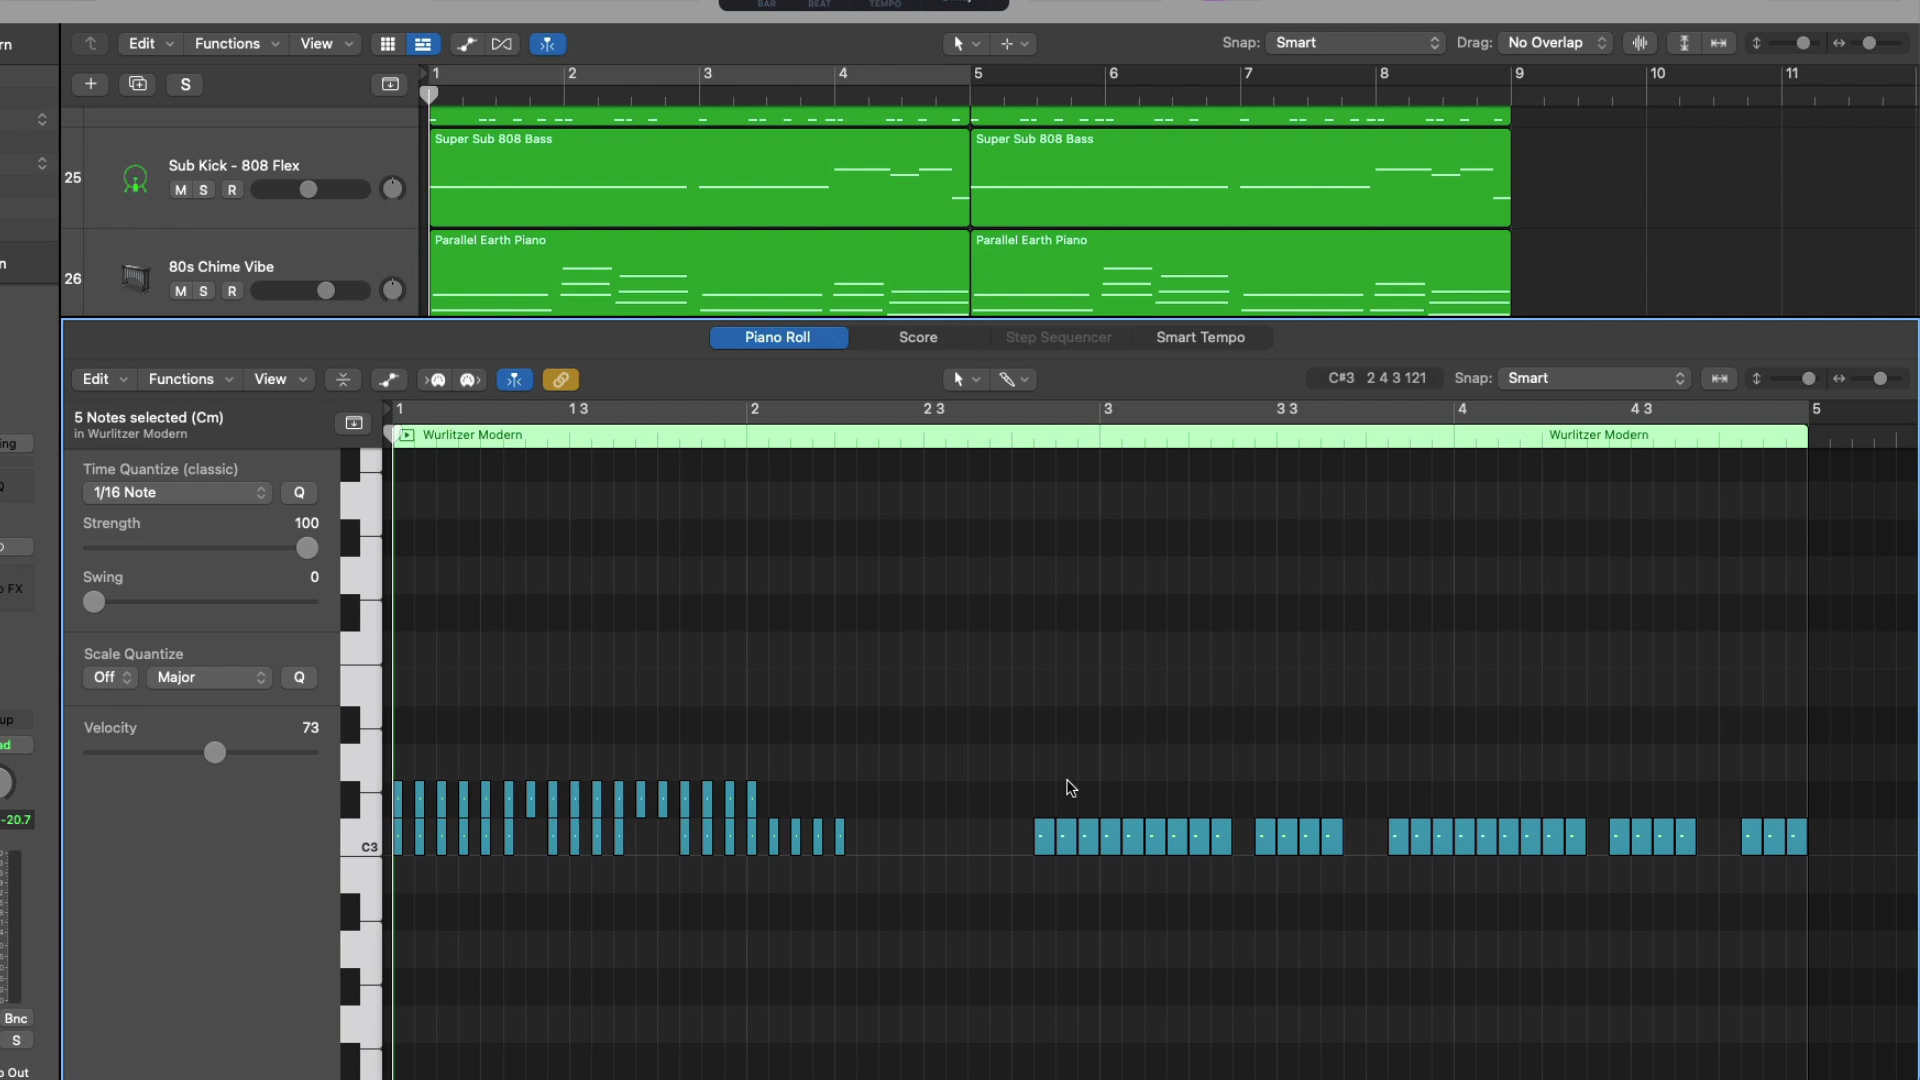 BAR BEAT TEMPO
rn Edit Functions View Snap: Smart Drag: No Overlap
S 1 2 3 4 5 6 7 8 9 10 11
Super Sub 808 Bass Super Sub 808 Bass
25 Sub Kick - 808 Flex
M S R
Parallel Earth Piano Parallel Earth Piano
26 80s Chime Vibe
M S R
Piano Roll Score Step Sequencer Smart Tempo
Edit Functions View C#3 2 4 3 121 Snap: Smart
1 1 3 2 2 3 3 3 3 4 4 3 5
5 Notes selected (Cm)
in Wurlitzer Modern
Wurlitzer Modern Wurlitzer Modern
ing
Time Quantize (classic)
1/16 Note Q
Strength 100
Swing 0
FX
Scale Quantize
Off Major Q
up
Velocity 73
ad
-20.7
C3
Bnc
S
Out